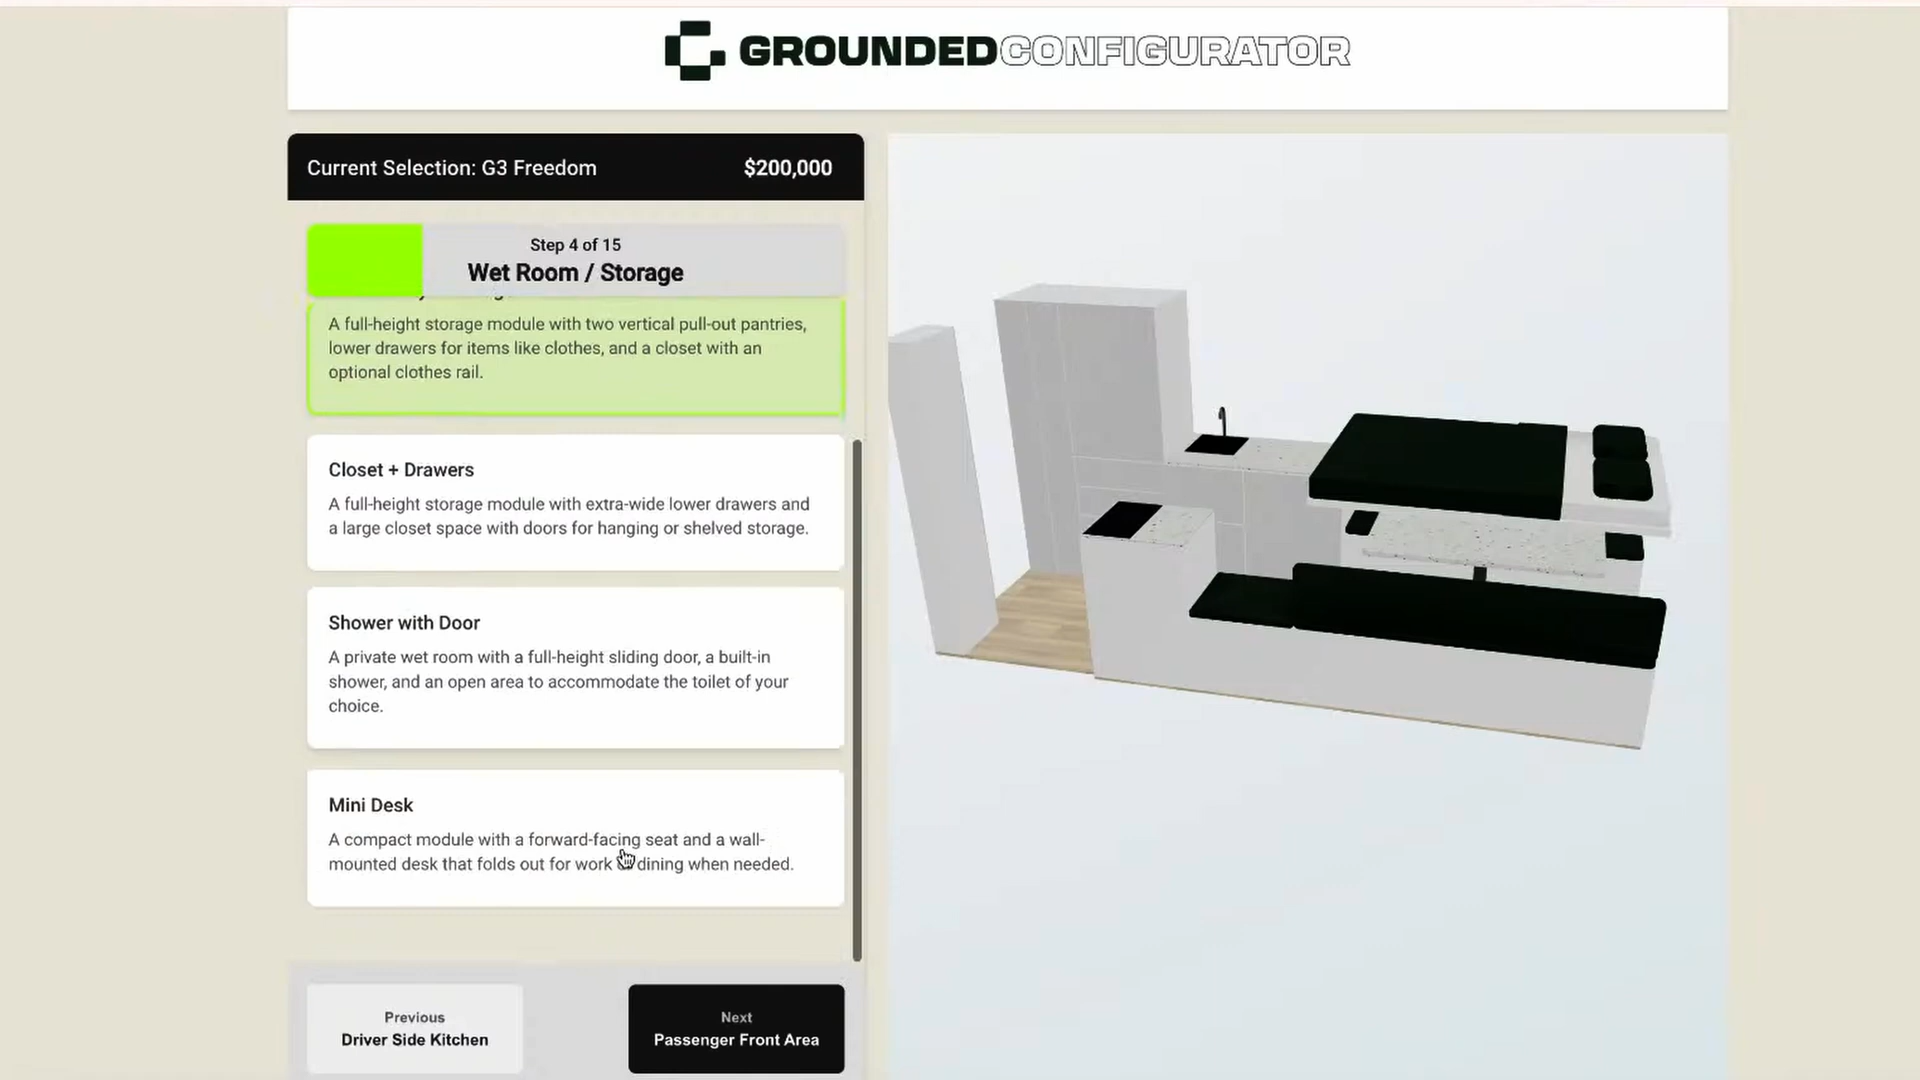 GROUNDED CONFIGURATOR
Current Selection: G3 Freedom
$200,000
Step 4 of 15
Wet Room / Storage
A full-height storage module with two vertical pull-out pantries,
lower drawers for items like clothes, and a closet with an
optional clothes rail.
Closet + Drawers
A full-height storage module with extra-wide lower drawers and
a large closet space with doors for hanging or shelved storage.
Shower with Door
A private wet room with a full-height sliding door, a built-in
shower, and an open area to accommodate the toilet of your
choice.
Mini Desk
A compact module with a forward-facing seat and a wall-
mounted desk that folds out for work dining when needed.
Previous
Driver Side Kitchen
Next
Passenger Front Area